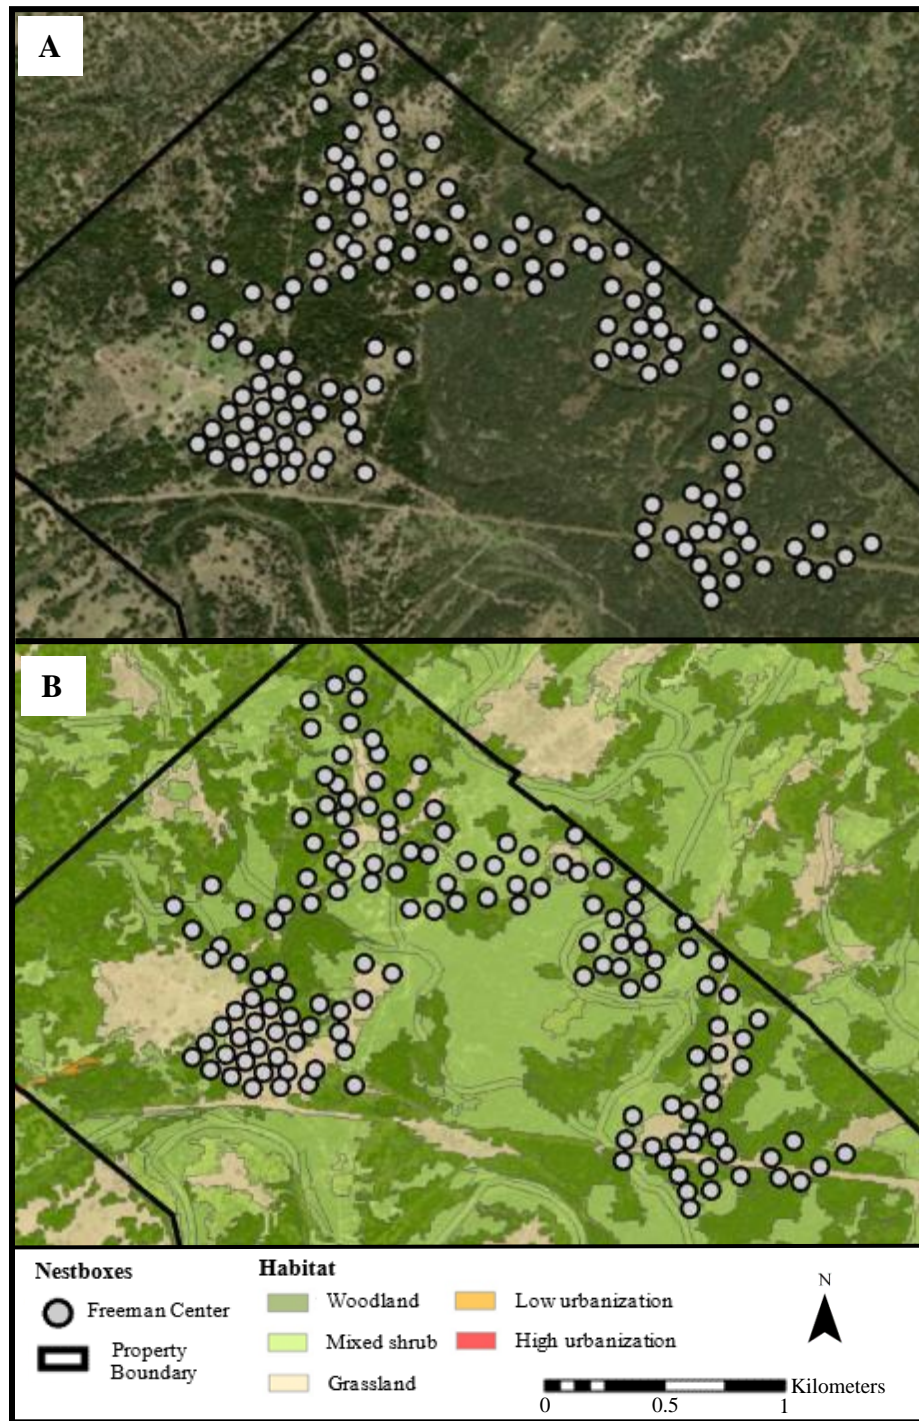 A
B
Nestboxes
Freeman Center
Property
Boundary
Habitat
Woodland
Mixed shrub
Grassland
Low urbanization
High urbanization
N
Kilometers
0 0.5 1